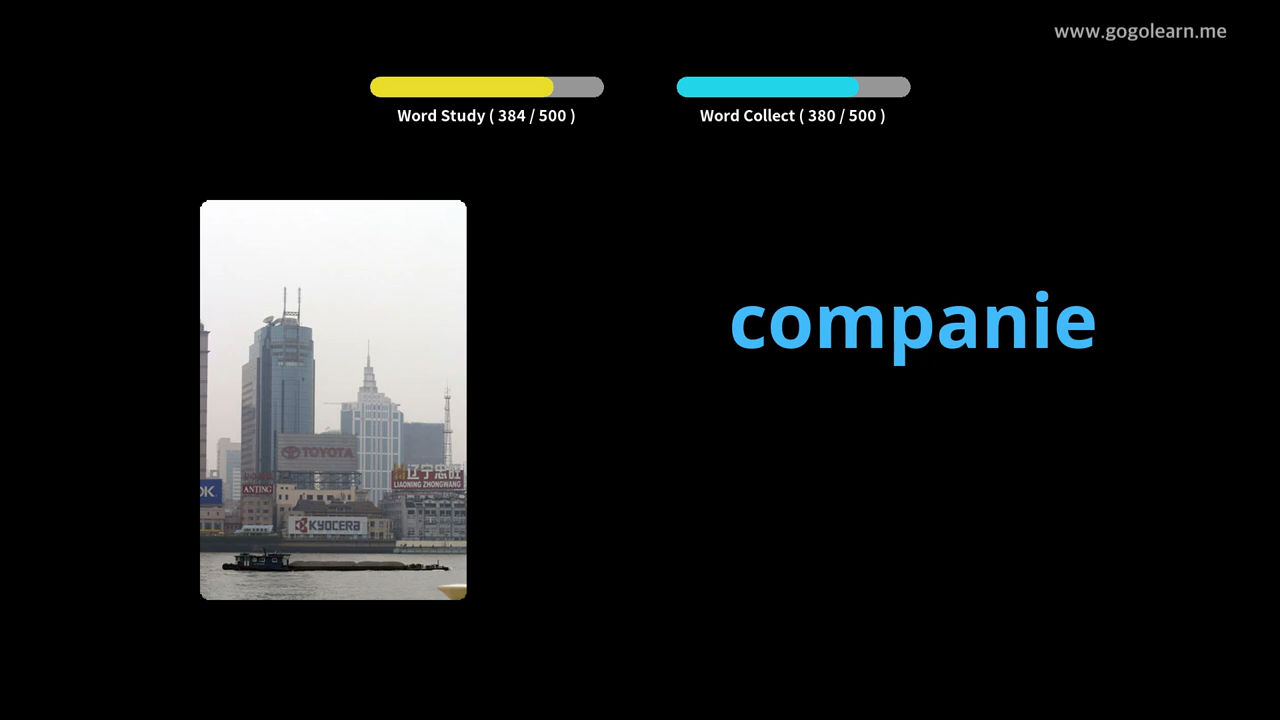 www.gogolearn.me
Word Study ( 384 / 500 )
Word Collect ( 380 / 500 )
companie
TOYOTA
辽宁忠旺
LIAONING ZHONGWANG
ANTING
KYOCERA